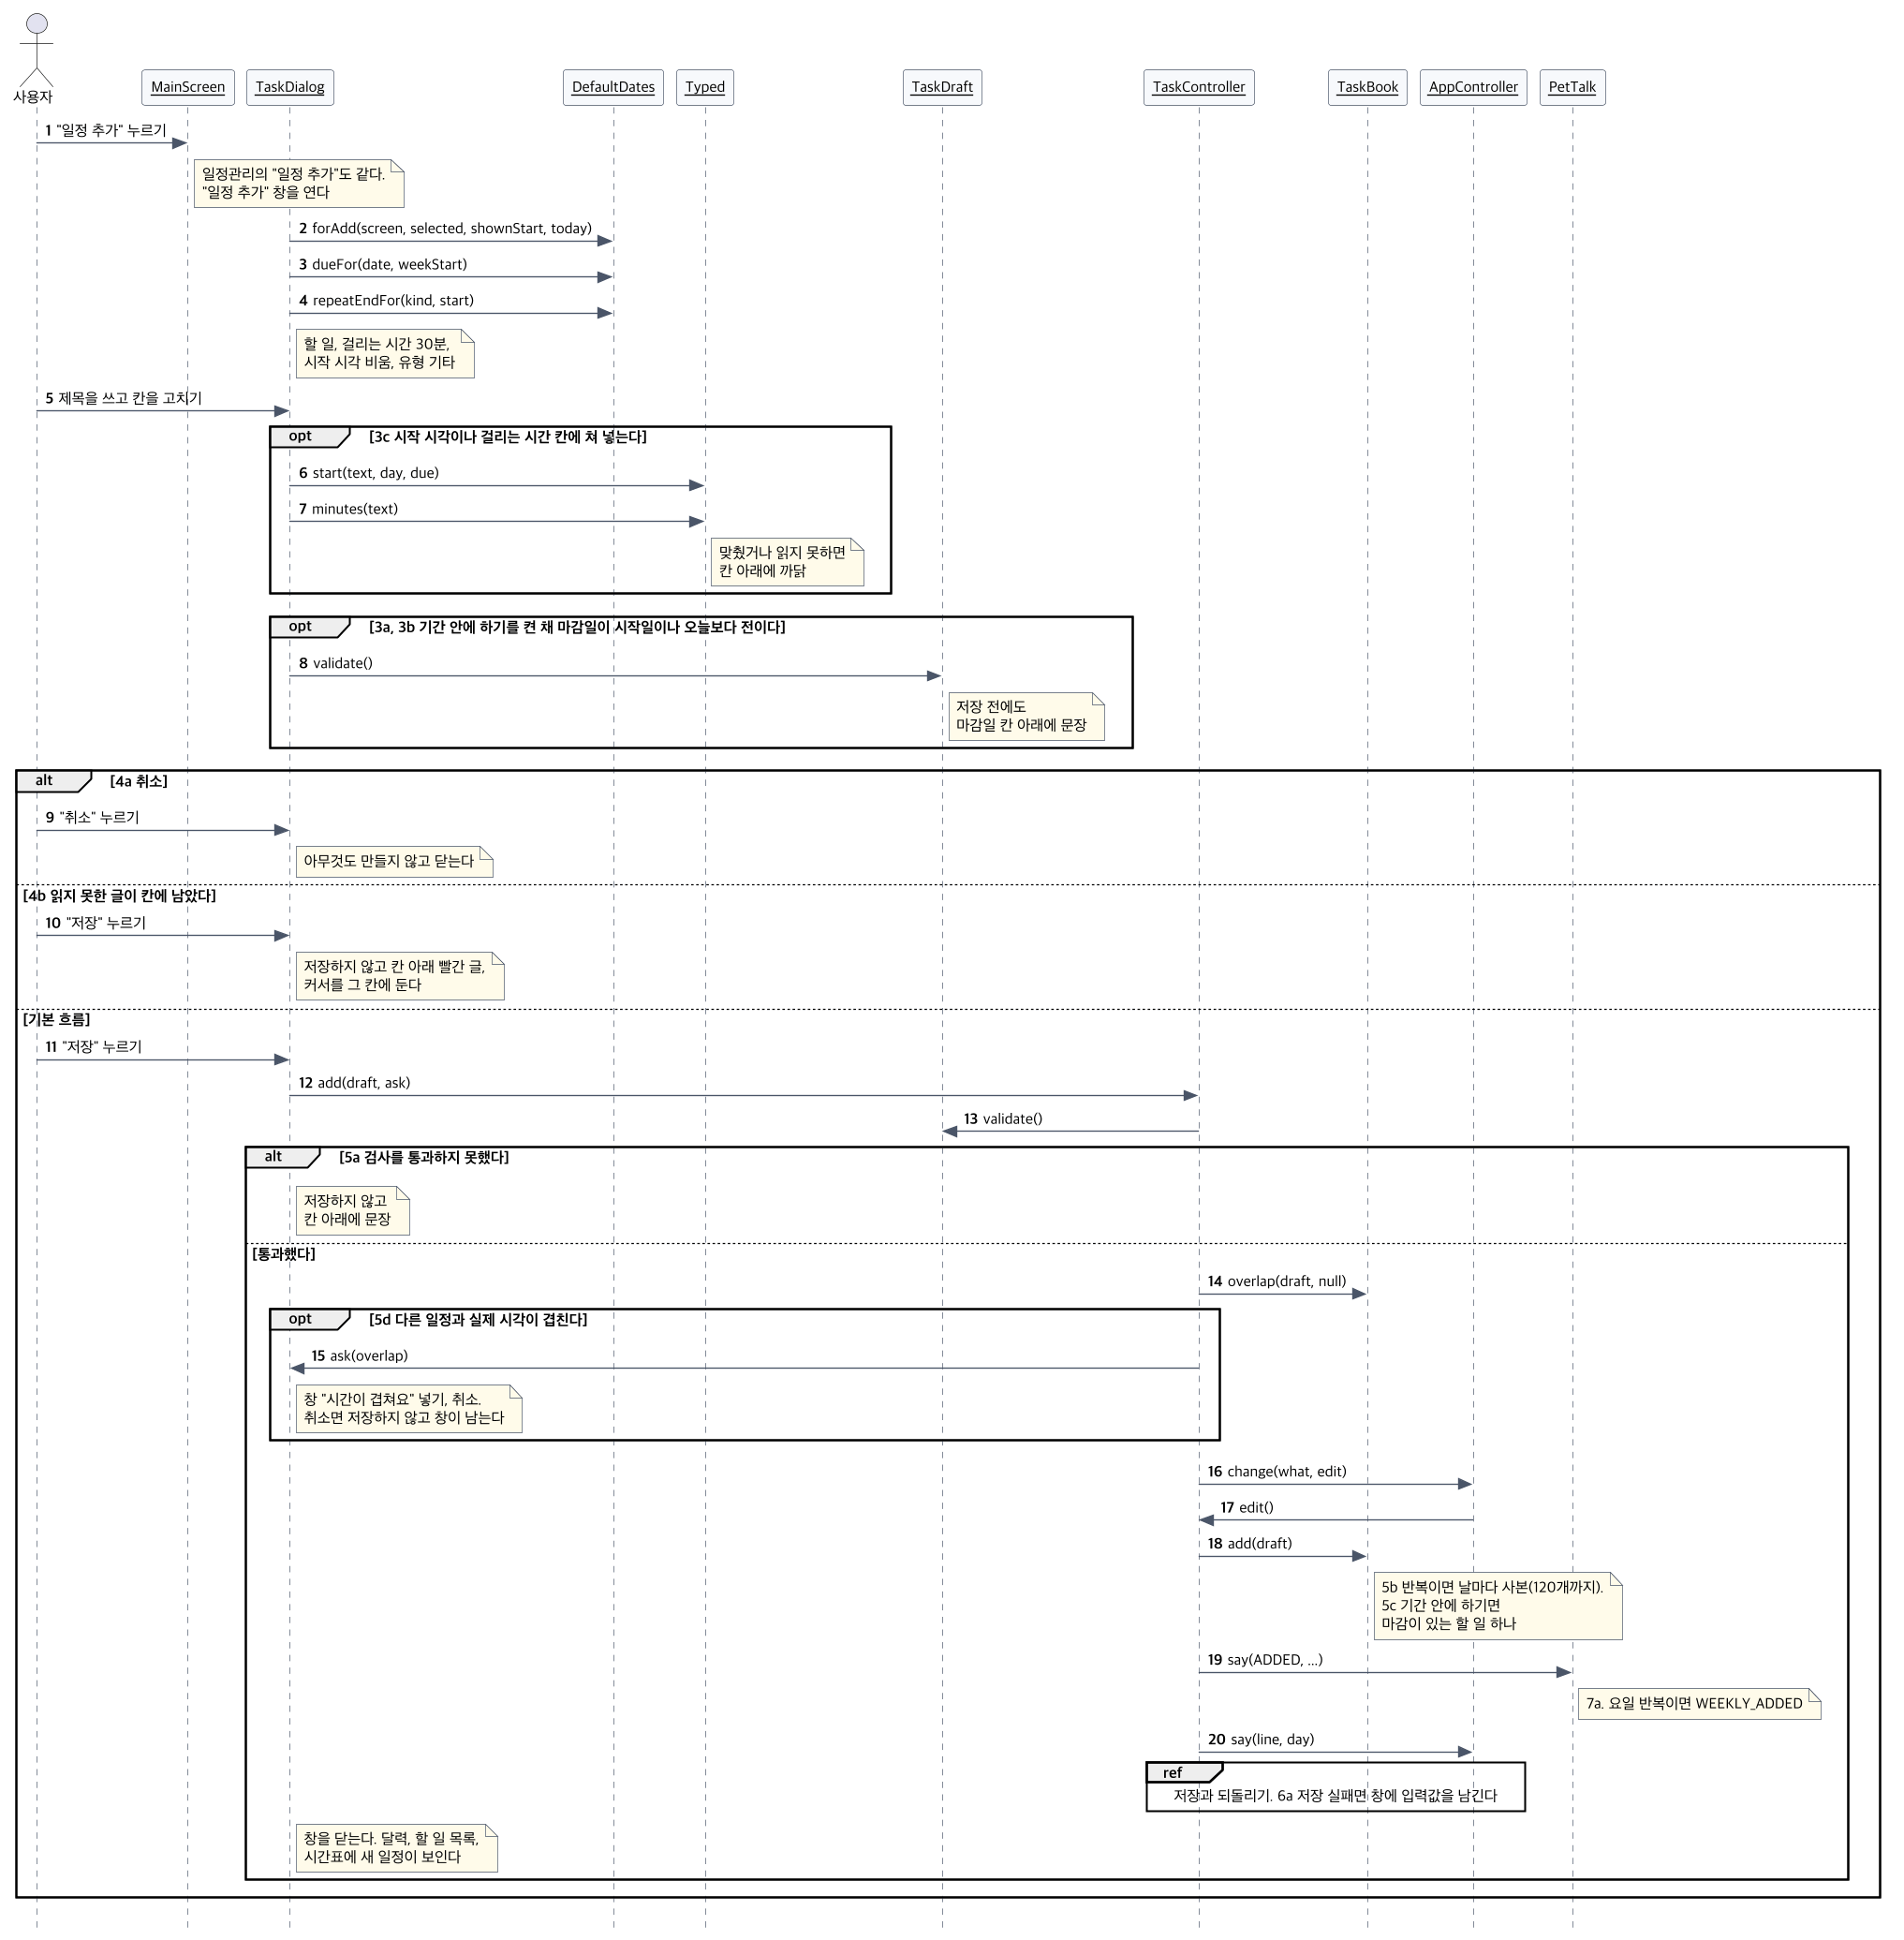 사용자
MainScreen
TaskDialog
DefaultDates
Typed
TaskDraft
TaskController
TaskBook
AppController
PetTalk
1 "일정 추가" 누르기
일정관리의 "일정 추가"도 같다.
"일정 추가" 창을 연다
2 forAdd(screen, selected, shownStart, today)
3 dueFor(date, weekStart)
4 repeatEndFor(kind, start)
할 일, 걸리는 시간 30분,
시작 시각 비움, 유형 기타
5 제목을 쓰고 칸을 고치기
opt [3c 시작 시각이나 걸리는 시간 칸에 쳐 넣는다]
6 start(text, day, due)
7 minutes(text)
맞췄거나 읽지 못하면
칸 아래에 까닭
opt [3a, 3b 기간 안에 하기를 켠 채 마감일이 시작일이나 오늘보다 전이다]
8 validate()
저장 전에도
마감일 칸 아래에 문장
alt [4a 취소]
9 "취소" 누르기
아무것도 만들지 않고 닫는다
[4b 읽지 못한 글이 칸에 남았다]
10 "저장" 누르기
저장하지 않고 칸 아래 빨간 글,
커서를 그 칸에 둔다
[기본 흐름]
11 "저장" 누르기
12 add(draft, ask)
13 validate()
alt [5a 검사를 통과하지 못했다]
저장하지 않고
칸 아래에 문장
[통과했다]
14 overlap(draft, null)
opt [5d 다른 일정과 실제 시각이 겹친다]
15 ask(overlap)
창 "시간이 겹쳐요" 넣기, 취소.
취소면 저장하지 않고 창이 남는다
16 change(what, edit)
17 edit()
18 add(draft)
5b 반복이면 날마다 사본(120개까지).
5c 기간 안에 하기면
마감이 있는 할 일 하나
19 say(ADDED, ...)
7a. 요일 반복이면 WEEKLY_ADDED
20 say(line, day)
ref
저장과 되돌리기. 6a 저장 실패면 창에 입력값을 남긴다
창을 닫는다. 달력, 할 일 목록,
시간표에 새 일정이 보인다